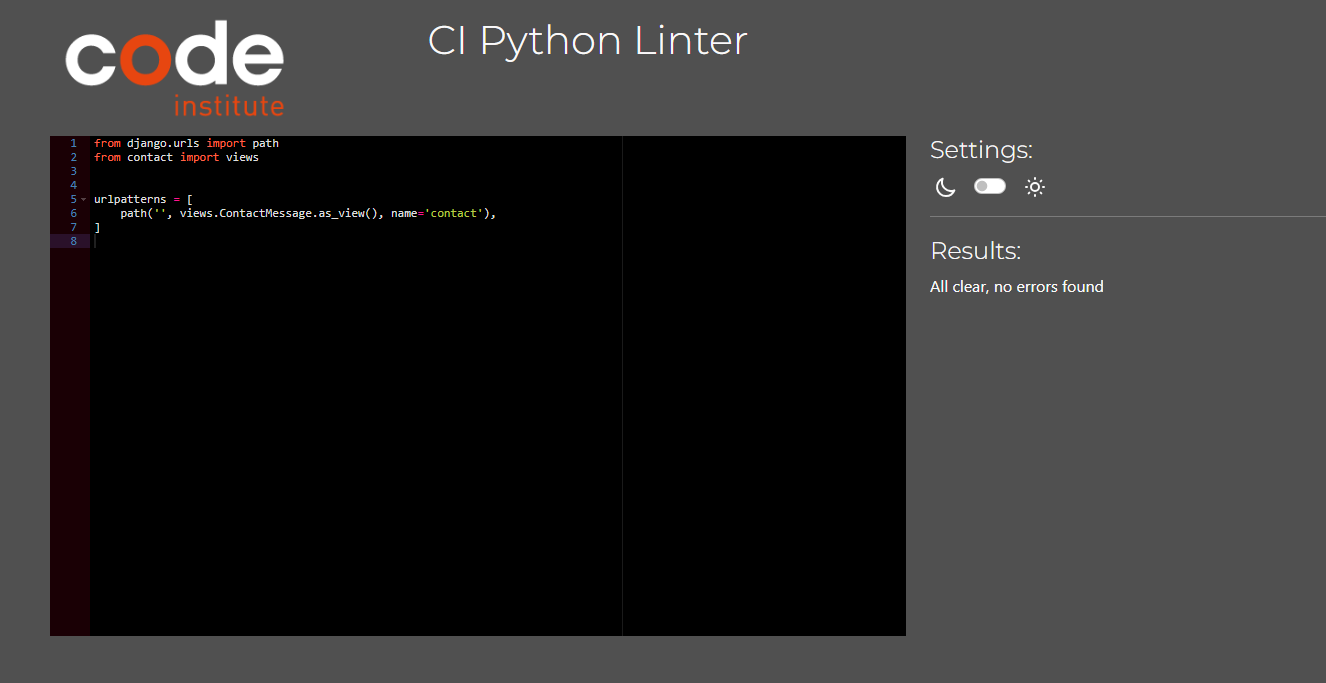 code
institute
CI Python Linter
1 from django.urls import path
2 from contact import views
3
4
5 urlpatterns = [
6     path('', views.ContactMessage.as_view(), name='contact'),
7 ]
8
Settings:
Results:
All clear, no errors found